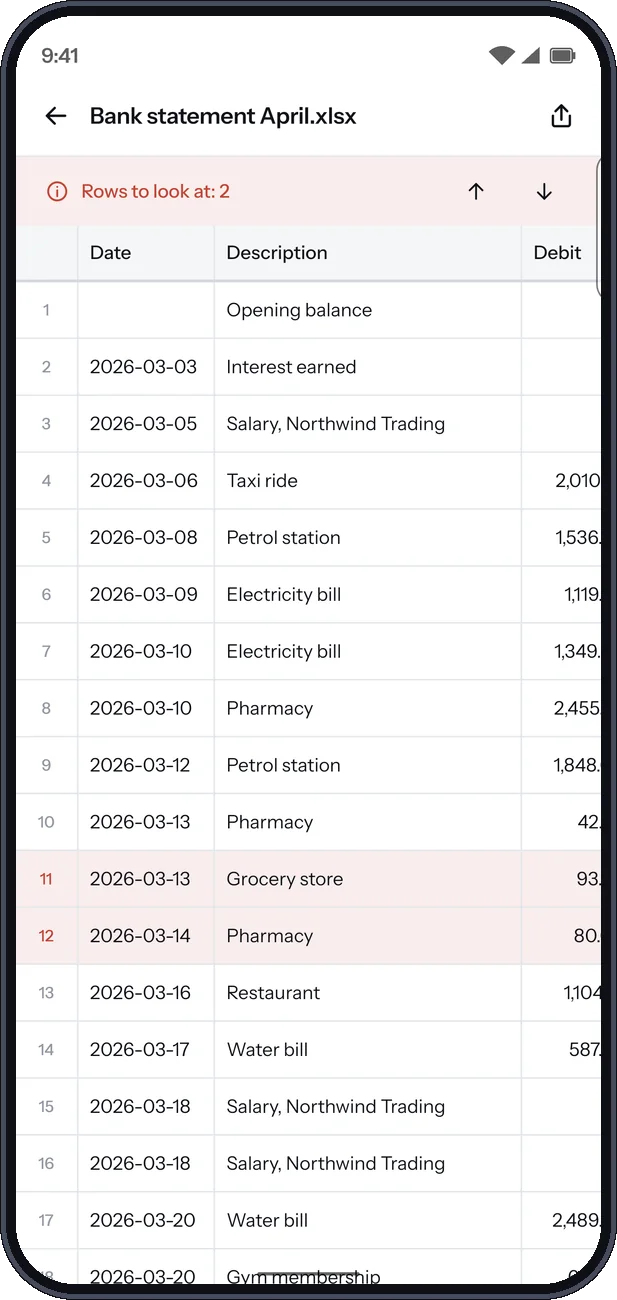 9:41
Bank statement April.xlsx
Rows to look at: 2
Date Description Debit
1 Opening balance
2 2026-03-03 Interest earned
3 2026-03-05 Salary, Northwind Trading
4 2026-03-06 Taxi ride 2,010
5 2026-03-08 Petrol station 1,536.
6 2026-03-09 Electricity bill 1,119.
7 2026-03-10 Electricity bill 1,349.
8 2026-03-10 Pharmacy 2,455.
9 2026-03-12 Petrol station 1,848.
10 2026-03-13 Pharmacy 42.
11 2026-03-13 Grocery store 93.
12 2026-03-14 Pharmacy 80.
13 2026-03-16 Restaurant 1,104
14 2026-03-17 Water bill 587.
15 2026-03-18 Salary, Northwind Trading
16 2026-03-18 Salary, Northwind Trading
17 2026-03-20 Water bill 2,489.
18 2026-03-20 Gym membership